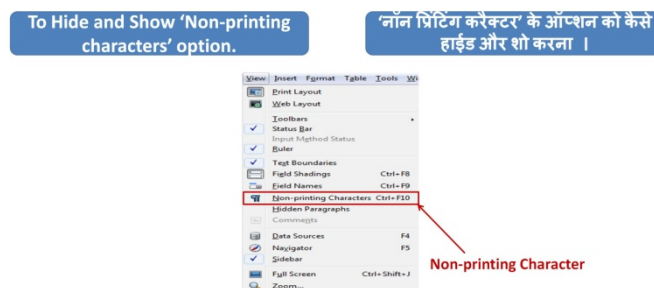 To Hide and Show ‘Non-printing
characters’ option.
‘नॉन प्रिंटिंग करैक्टर’ के ऑप्शन को कैसे
हाईड और शो करना ।
View Insert Format Table Tools Wi
Print Layout
Web Layout
Toolbars
Status Bar
Input Method Status
Ruler
Text Boundaries
Field Shadings Ctrl+F8
Field Names Ctrl+F9
Non-printing Characters Ctrl+F10
Hidden Paragraphs
Comments
Data Sources F4
Navigator F5
Sidebar
Full Screen Ctrl+Shift+J
Zoom...
Non-printing Character